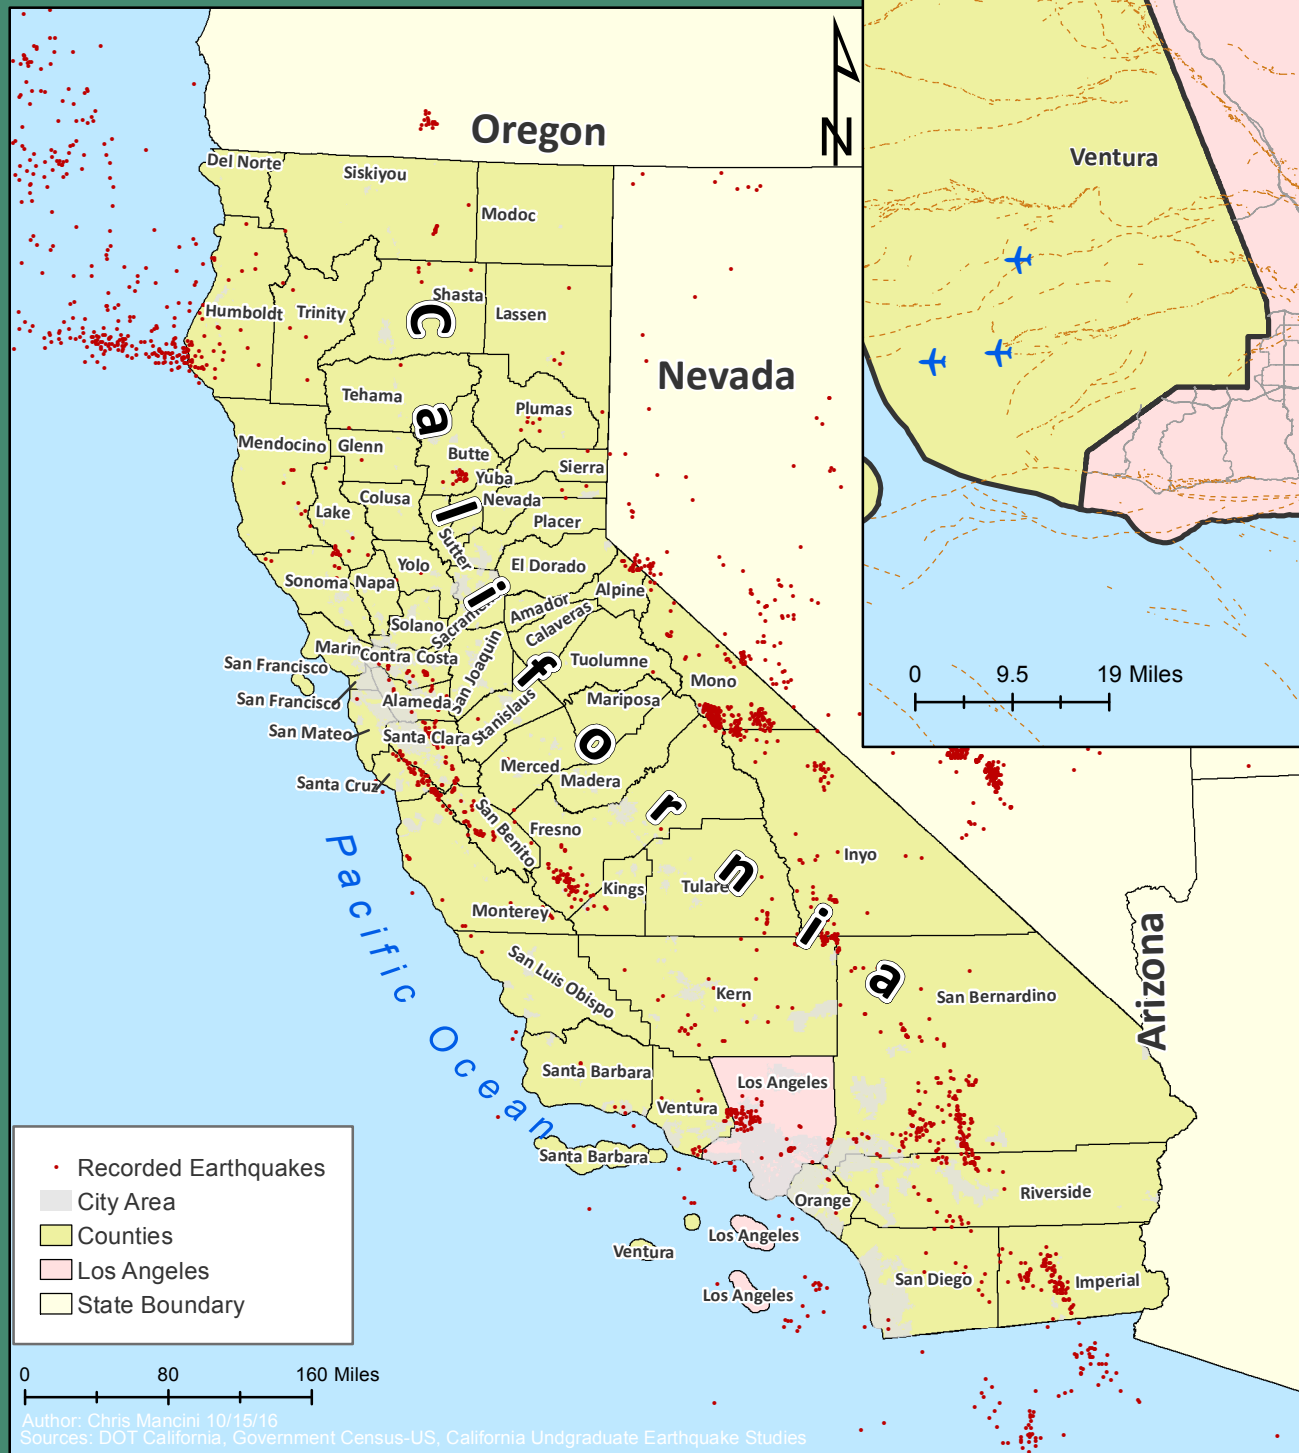 Oregon
N
Del Norte
Siskiyou
Modoc
Humboldt
Trinity
Shasta
Lassen
Nevada
Tehama
Plumas
Mendocino
Glenn
Butte
Sierra
Yuba
Colusa
Nevada
Lake
Placer
Sutter
Yolo
El Dorado
Sonoma
Napa
Alpine
Amador
Solano
Calaveras
Marin
Contra Costa
San Joaquin
Tuolumne
San Francisco
San Francisco
Alameda
Mono
Mariposa
Stanislaus
San Mateo
Santa Clara
Merced
Madera
Santa Cruz
San Benito
Fresno
Inyo
Kings
Tulare
Monterey
California
Pacific Ocean
San Luis Obispo
Kern
San Bernardino
Arizona
Santa Barbara
Los Angeles
Ventura
Santa Barbara
Orange
Riverside
Los Angeles
Ventura
San Diego
Imperial
Los Angeles
Ventura
0 9.5 19 Miles
Recorded Earthquakes
City Area
Counties
Los Angeles
State Boundary
0 80 160 Miles
Author: Chris Mancini 10/15/16
Sources: DOT California, Government Census-US, California Undgraduate Earthquake Studies